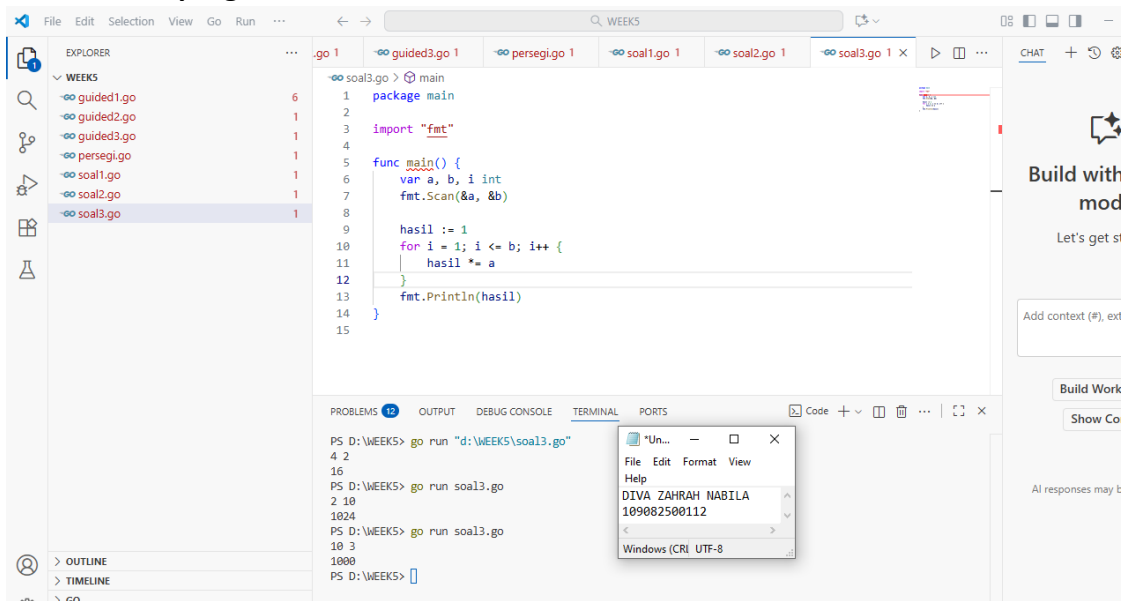 File Edit Selection View Go Run ··· WEEK5
EXPLORER ···
.go 1 guided3.go 1 persegi.go 1 soal1.go 1 soal2.go 1 soal3.go 1
CHAT
WEEK5
guided1.go 6
guided2.go 1
guided3.go 1
persegi.go 1
soal1.go 1
soal2.go 1
soal3.go 1
soal3.go > main
1 package main
2
3 import "fmt"
4
5 func main() {
6 var a, b, i int
7 fmt.Scan(&a, &b)
8
9 hasil := 1
10 for i = 1; i <= b; i++ {
11 hasil *= a
12 }
13 fmt.Println(hasil)
14 }
15
Build with
mod
Let's get st
Add context (#), ext
Build Work
Show Co
AI responses may b
PROBLEMS 12 OUTPUT DEBUG CONSOLE TERMINAL PORTS Code
PS D:\WEEK5> go run "d:\WEEK5\soal3.go"
4 2
16
PS D:\WEEK5> go run soal3.go
2 10
1024
PS D:\WEEK5> go run soal3.go
10 3
1000
PS D:\WEEK5>
*Un...
File Edit Format View
Help
DIVA ZAHRAH NABILA
109082500112
Windows (CRL UTF-8
OUTLINE
TIMELINE
GO